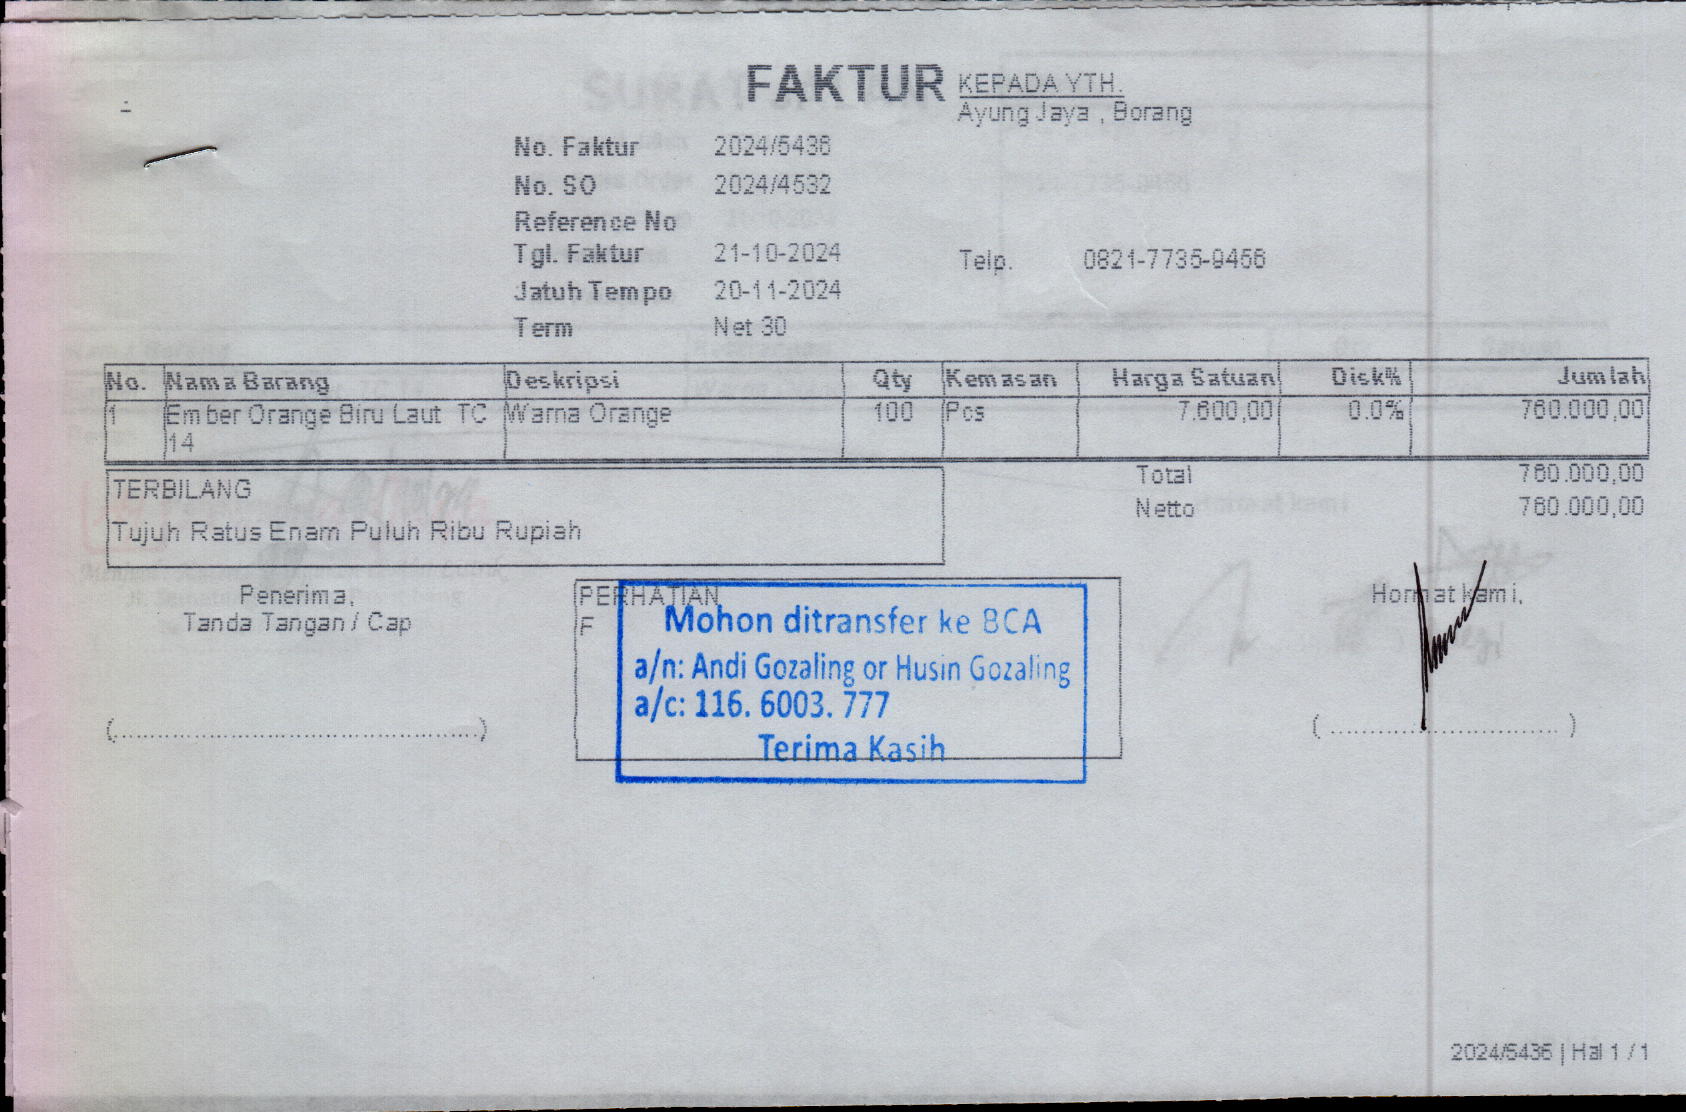 FAKTUR
KEPADA YTH.
Ayung Jaya , Borang
No. Faktur 2024/5436
No. SO 2024/4532
Reference No
Tgl. Faktur 21-10-2024
Telp. 0821-7735-9456
Jatuh Tempo 20-11-2024
Term Net 30
No. Nama Barang Deskripsi Qty Kemasan Harga Satuan Disk% Jumlah
1 Ember Orange Biru Laut TC Warna Orange 100 Pcs 7.600,00 0.0% 760.000,00
14
Total 760.000,00
TERBILANG
Netto 760.000,00
Tujuh Ratus Enam Puluh Ribu Rupiah
Penerima,
Tanda Tangan / Cap
PERHATIAN
F
Mohon ditransfer ke BCA
a/n: Andi Gozaling or Husin Gozaling
a/c: 116. 6003. 777
Terima Kasih
Hormat kami,
(............................................)
(............................)
2024/5436 | Hal 1 / 1